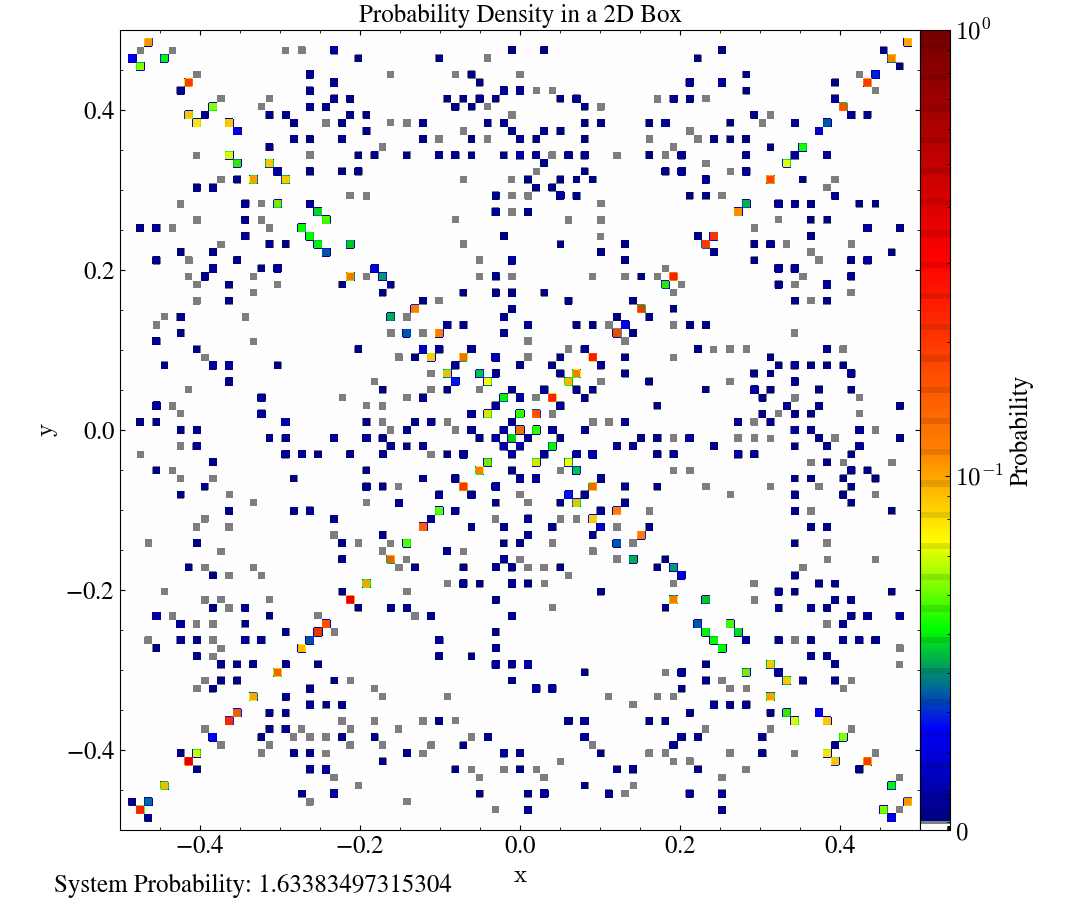 Probability Density in a 2D Box
10^0
0.4
0.2
0.0
−0.2
−0.4
y
10^−1
Probability
0
−0.4 −0.2 0.0 0.2 0.4
x
System Probability: 1.63383497315304